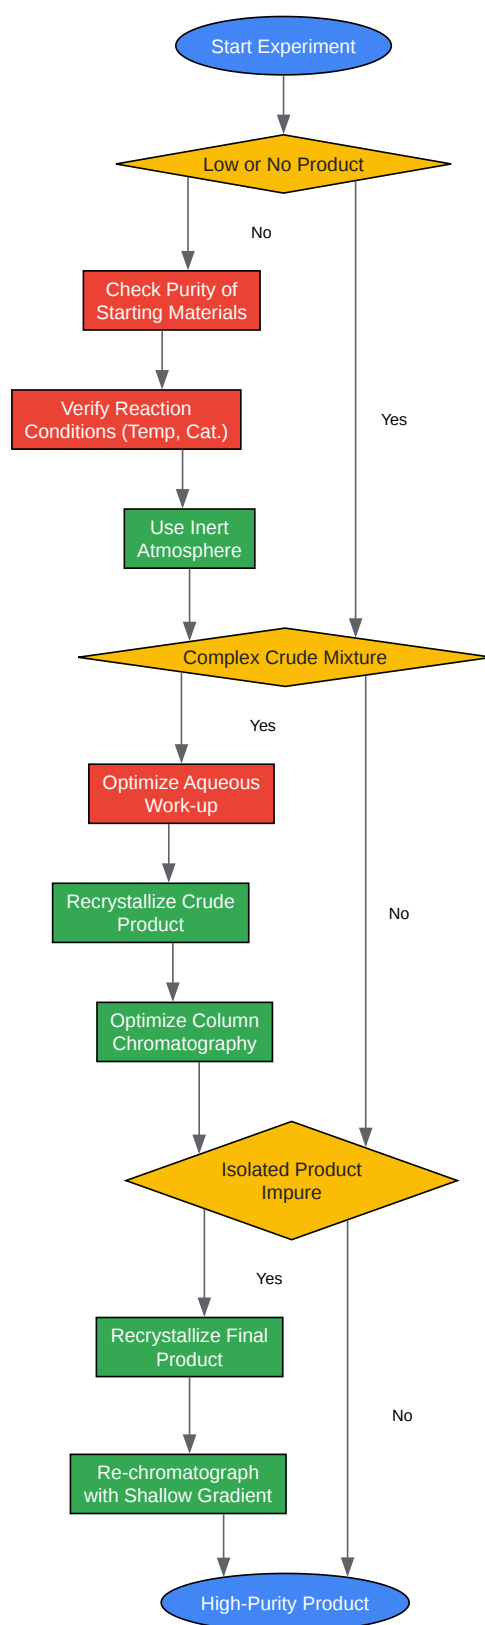 Start Experiment
Low or No Product
No
Check Purity of
Starting Materials
Verify Reaction
Conditions (Temp, Cat.)
Yes
Use Inert
Atmosphere
Complex Crude Mixture
Yes
Optimize Aqueous
Work-up
Recrystallize Crude
Product
No
Optimize Column
Chromatography
Isolated Product
Impure
Yes
Recrystallize Final
Product
No
Re-chromatograph
with Shallow Gradient
High-Purity Product